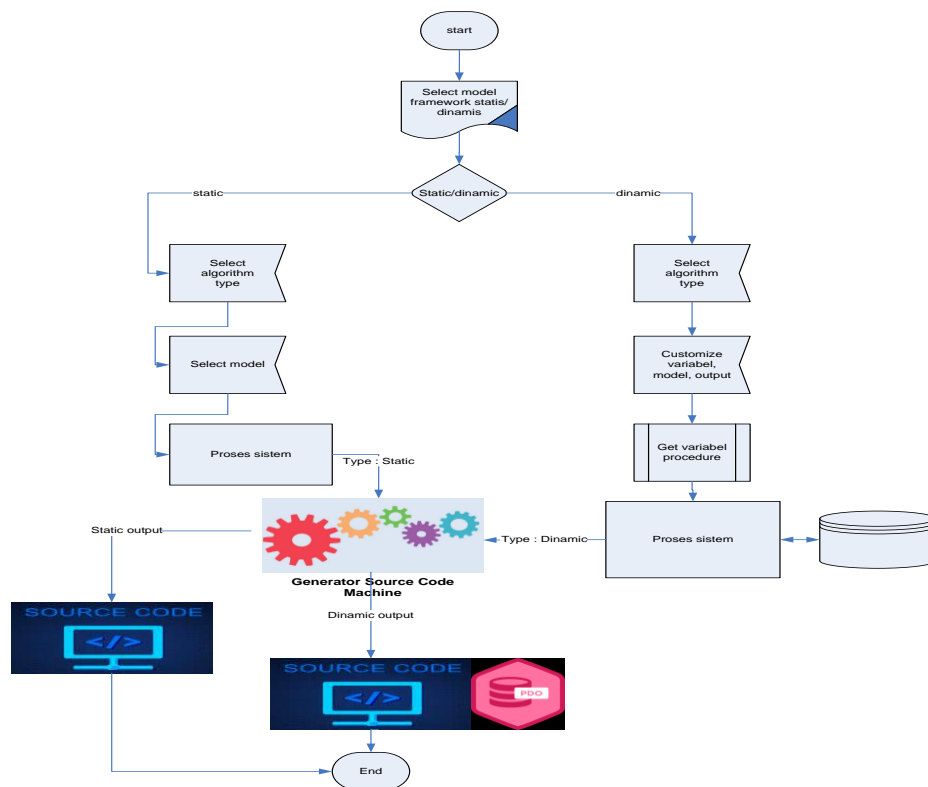 start
Select model
framework statis/
dinamis
static
Static/dinamic
dinamic
Select
algorithm
type
Select
algorithm
type
Select model
Customize
variabel,
model, output
Proses sistem
Type : Static
Get variabel
procedure
Static output
Type : Dinamic
Proses sistem
Generator Source Code
Machine
Dinamic output
SOURCE CODE
</>
SOURCE CODE
</>
PDO
End